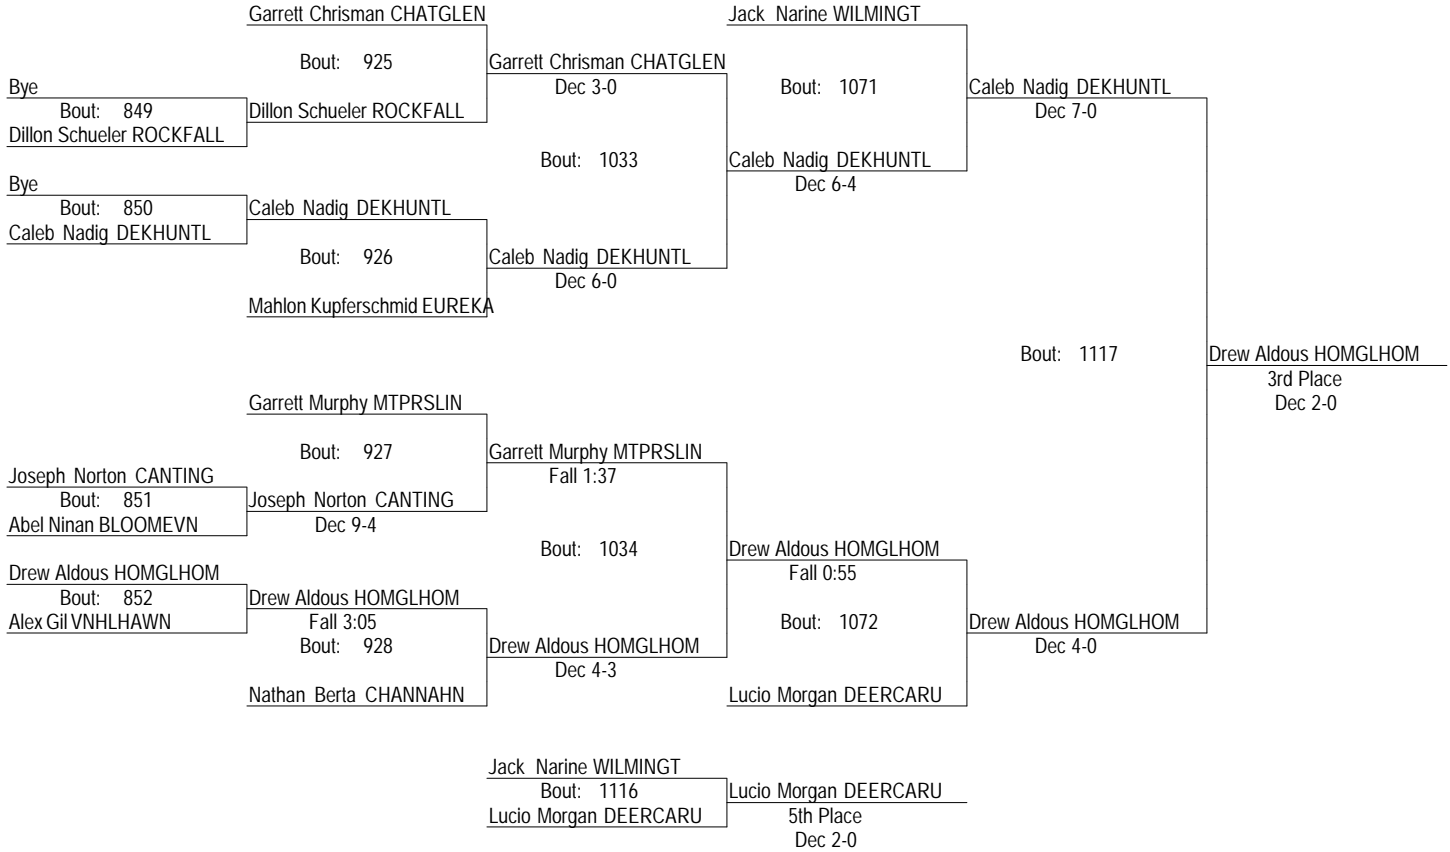 Garrett Chrisman CHATGLEN
Jack Narine WILMINGT
Bout: 925
Garrett Chrisman CHATGLEN
Dec 3-0
Bye
Bout: 849
Dillon Schueler ROCKFALL
Dillon Schueler ROCKFALL
Bout: 1071
Caleb Nadig DEKHUNTL
Dec 7-0
Bout: 1033
Caleb Nadig DEKHUNTL
Dec 6-4
Bye
Bout: 850
Caleb Nadig DEKHUNTL
Caleb Nadig DEKHUNTL
Bout: 926
Caleb Nadig DEKHUNTL
Dec 6-0
Mahlon Kupferschmid EUREKA
Bout: 1117
Drew Aldous HOMGLHOM
3rd Place
Dec 2-0
Garrett Murphy MTPRSLIN
Bout: 927
Garrett Murphy MTPRSLIN
Fall 1:37
Joseph Norton CANTING
Bout: 851
Abel Ninan BLOOMEVN
Joseph Norton CANTING
Dec 9-4
Bout: 1034
Drew Aldous HOMGLHOM
Fall 0:55
Drew Aldous HOMGLHOM
Bout: 852
Alex Gil VNHLHAWN
Drew Aldous HOMGLHOM
Fall 3:05
Bout: 928
Drew Aldous HOMGLHOM
Dec 4-3
Bout: 1072
Drew Aldous HOMGLHOM
Dec 4-0
Nathan Berta CHANNAHN
Lucio Morgan DEERCARU
Jack Narine WILMINGT
Bout: 1116
Lucio Morgan DEERCARU
Lucio Morgan DEERCARU
5th Place
Dec 2-0